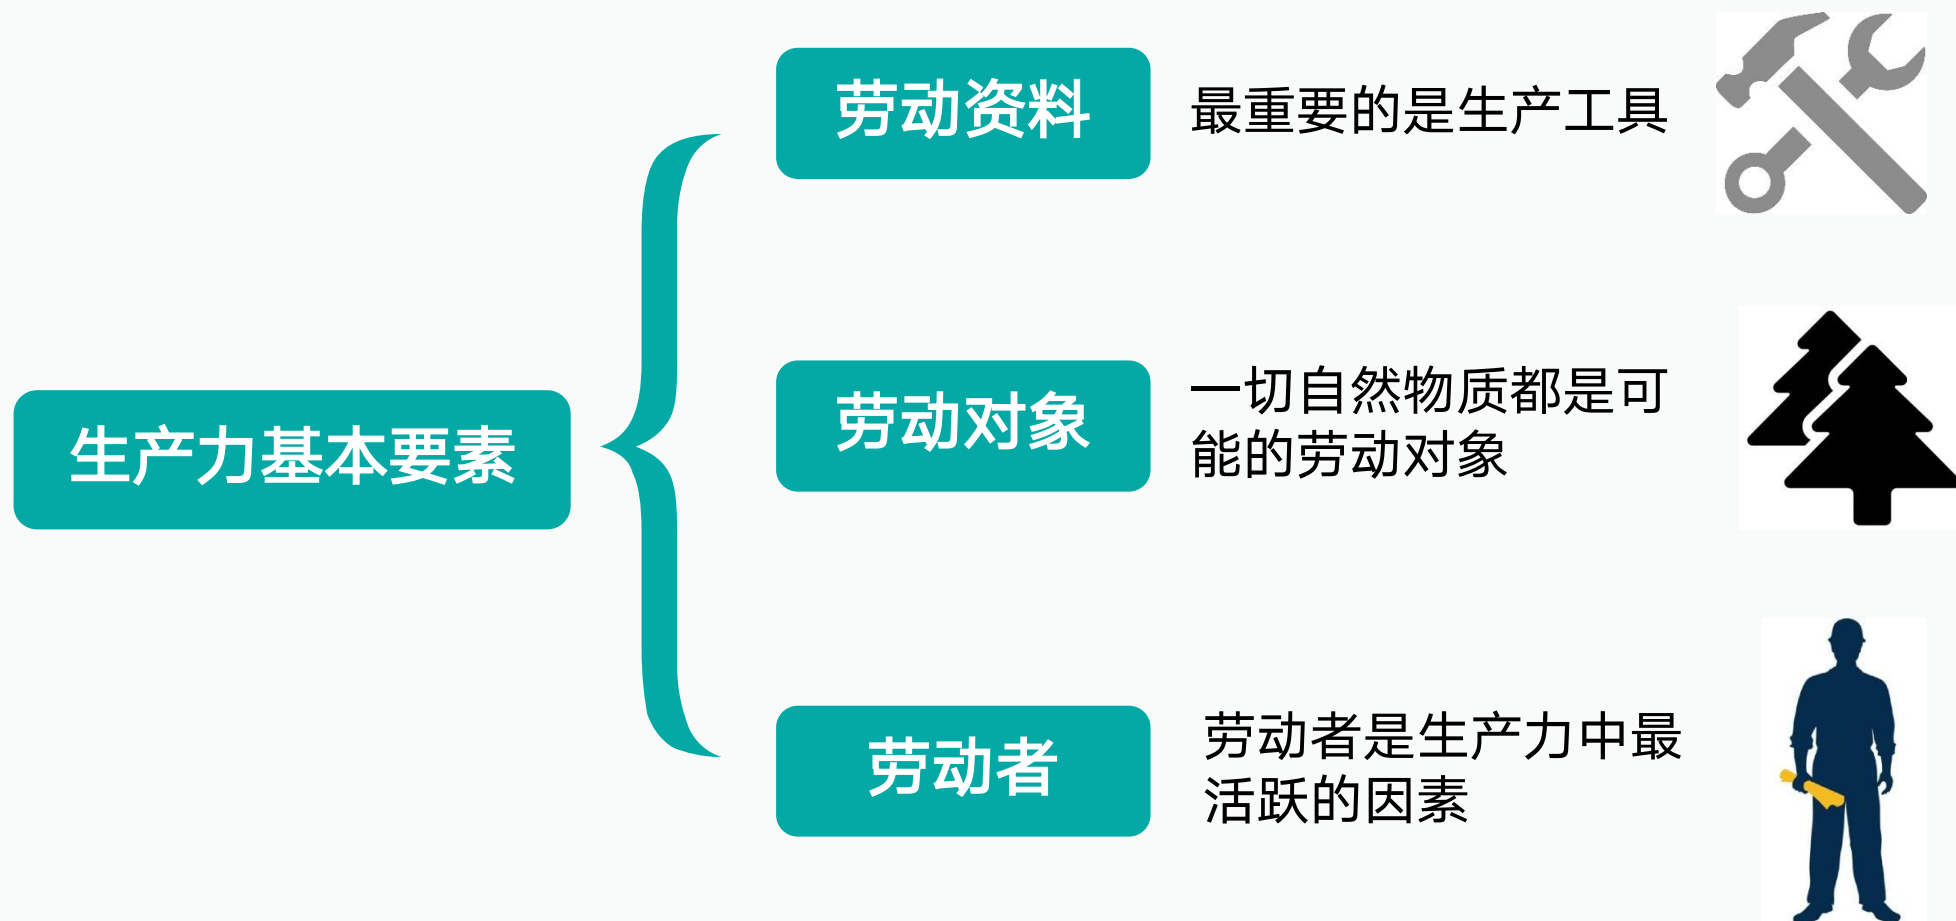 生产力基本要素
劳动资料
最重要的是生产工具
劳动对象
一切自然物质都是可
能的劳动对象
劳动者
劳动者是生产力中最
活跃的因素